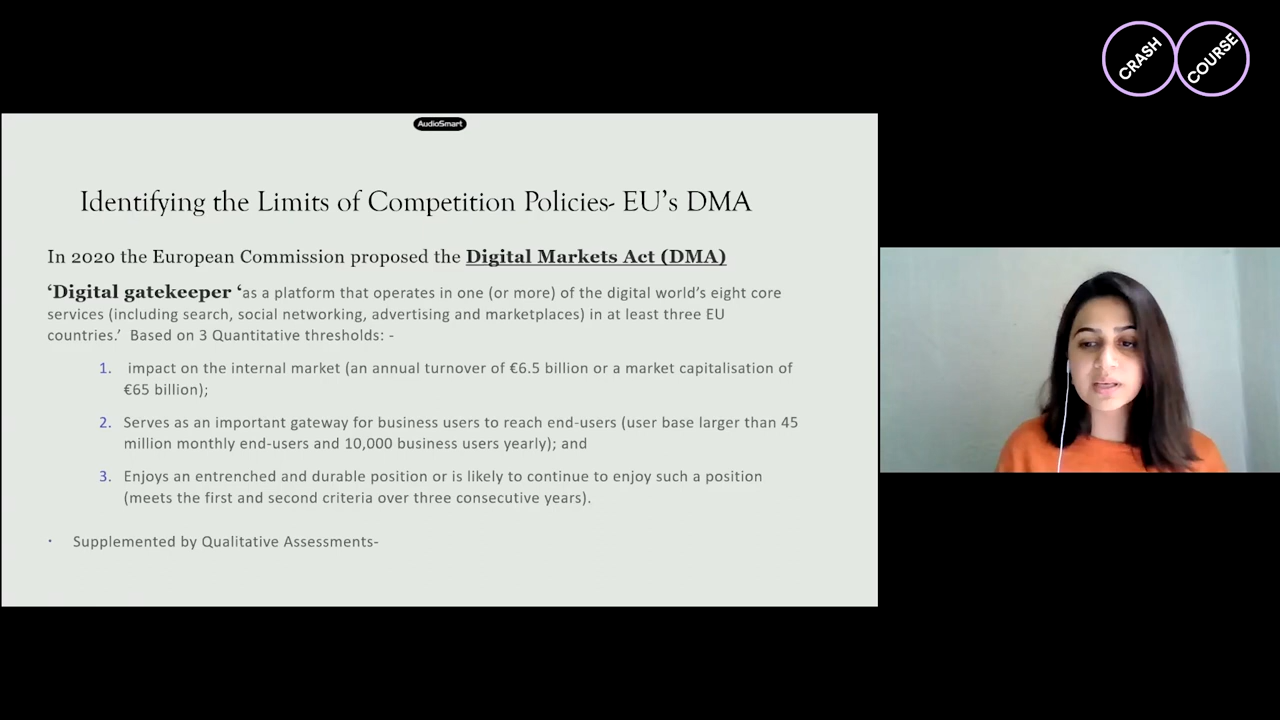 CRASH COURSE
AudioSmart
Identifying the Limits of Competition Policies- EU’s DMA
In 2020 the European Commission proposed the Digital Markets Act (DMA)
‘Digital gatekeeper ‘as a platform that operates in one (or more) of the digital world’s eight core
services (including search, social networking, advertising and marketplaces) in at least three EU
countries.’ Based on 3 Quantitative thresholds: -
1. impact on the internal market (an annual turnover of €6.5 billion or a market capitalisation of
€65 billion);
2. Serves as an important gateway for business users to reach end-users (user base larger than 45
million monthly end-users and 10,000 business users yearly); and
3. Enjoys an entrenched and durable position or is likely to continue to enjoy such a position
(meets the first and second criteria over three consecutive years).
• Supplemented by Qualitative Assessments-